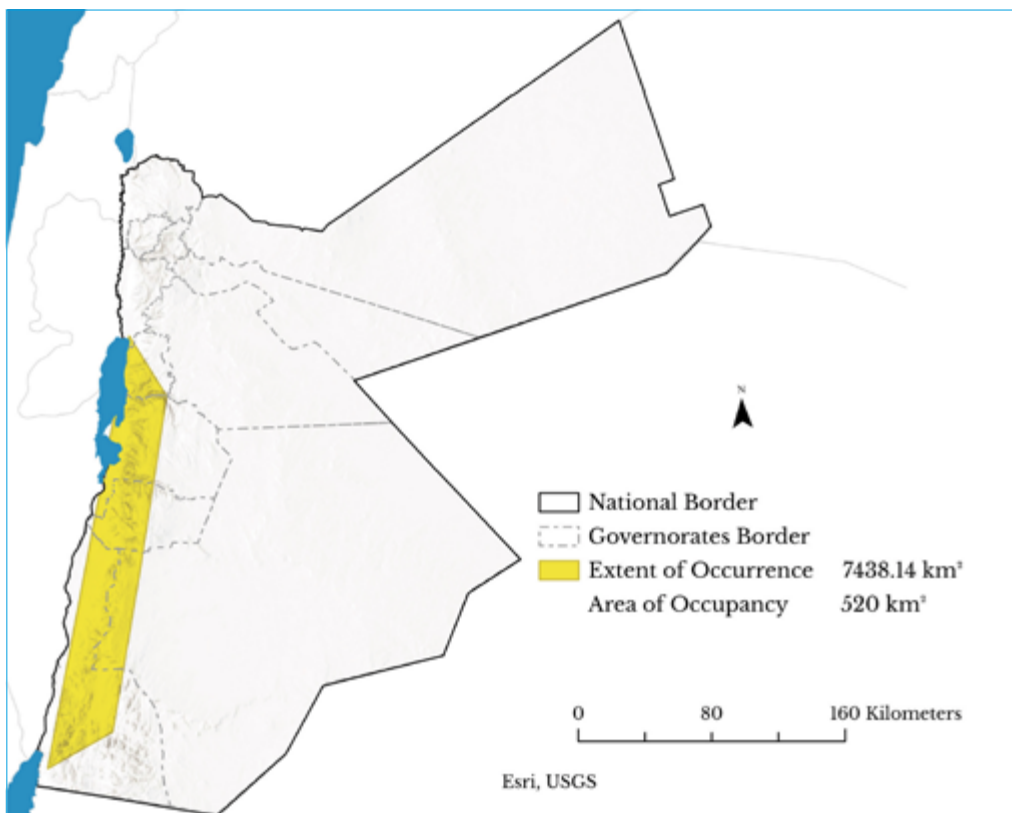 N
National Border
Governorates Border
Extent of Occurrence 7438.14 km²
Area of Occupancy 520 km²
0 80 160 Kilometers
Esri, USGS